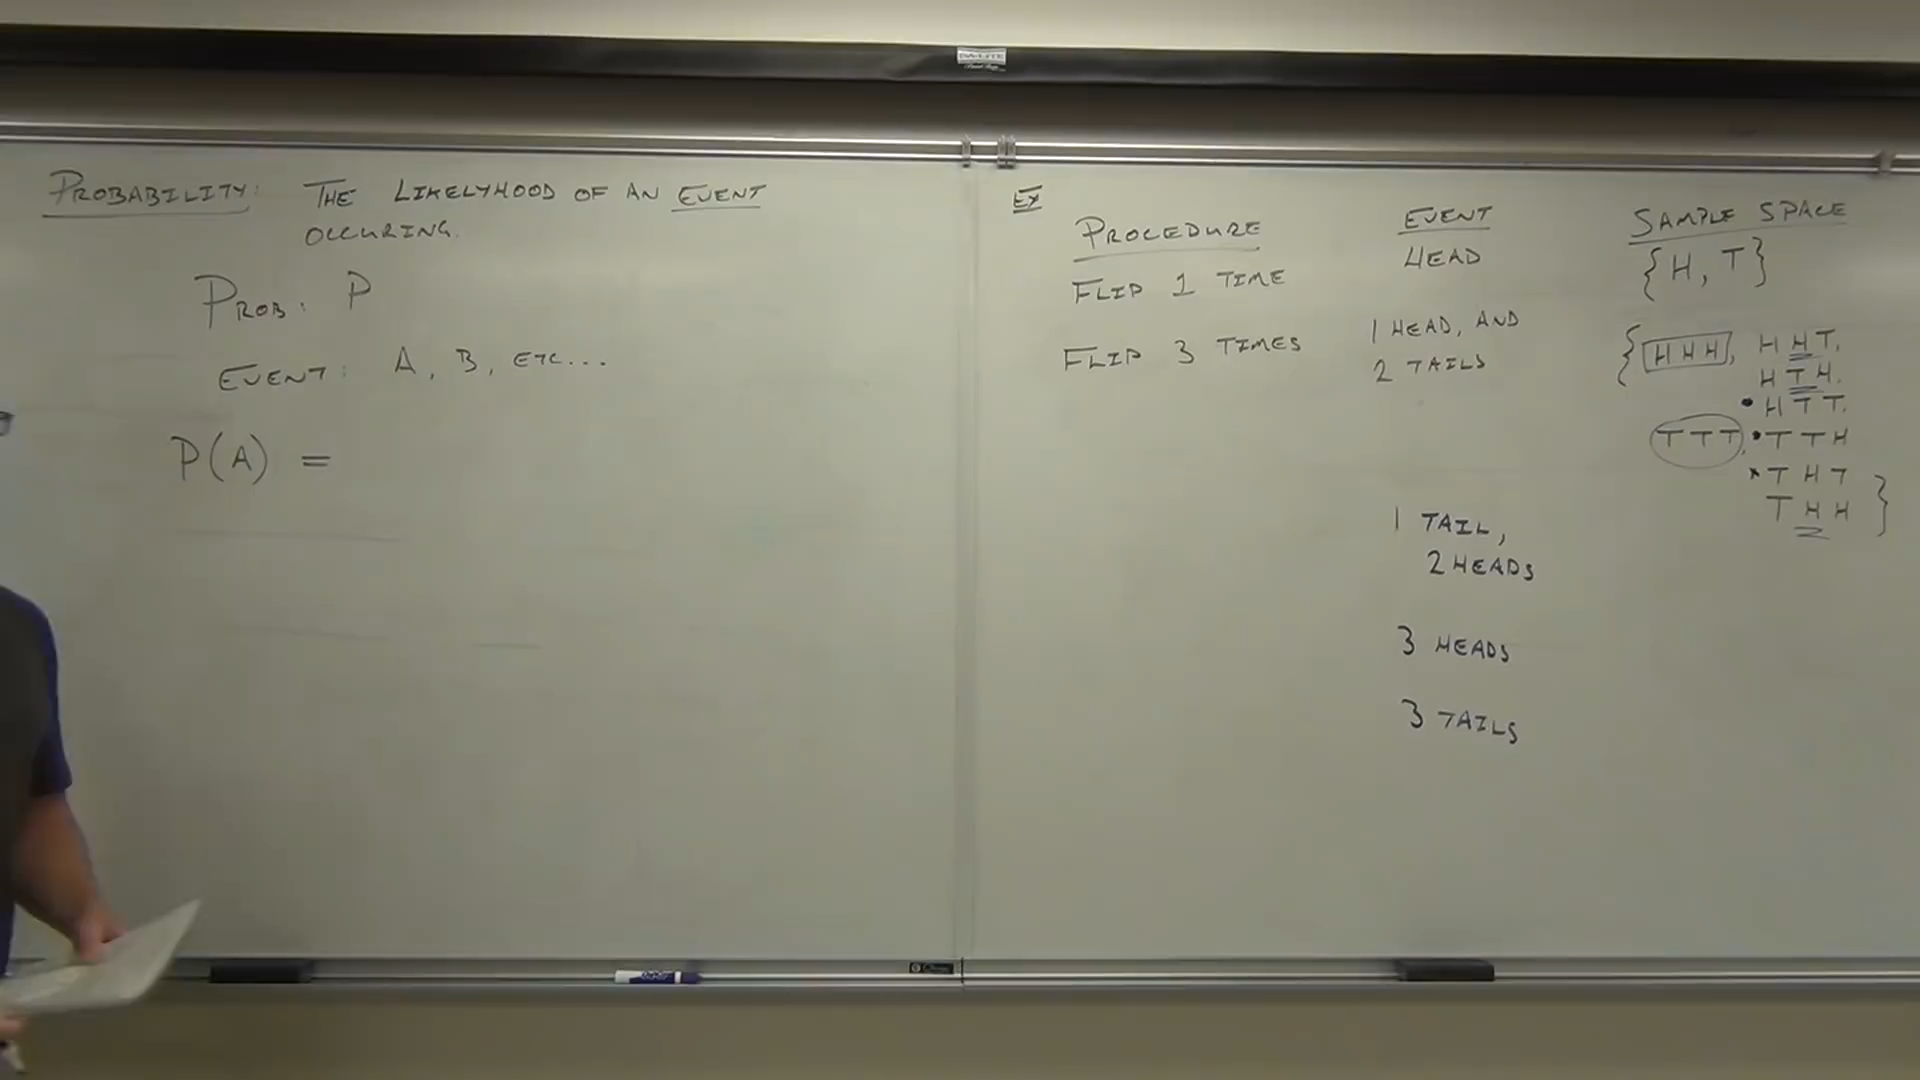 DA-LITE
PROBABILITY: THE LIKELYHOOD OF AN EVENT
OCCURING.
PROB: P
EVENT: A, B, ETC...
P(A) =
EX
PROCEDURE
FLIP 1 TIME
FLIP 3 TIMES
EVENT
HEAD
1 HEAD, AND
2 TAILS
1 TAIL,
2 HEADS
3 HEADS
3 TAILS
SAMPLE SPACE
{H, T}
{HHH, HHT,
HTH.
• HTT.
TTT, • TTH
• THT
THH }